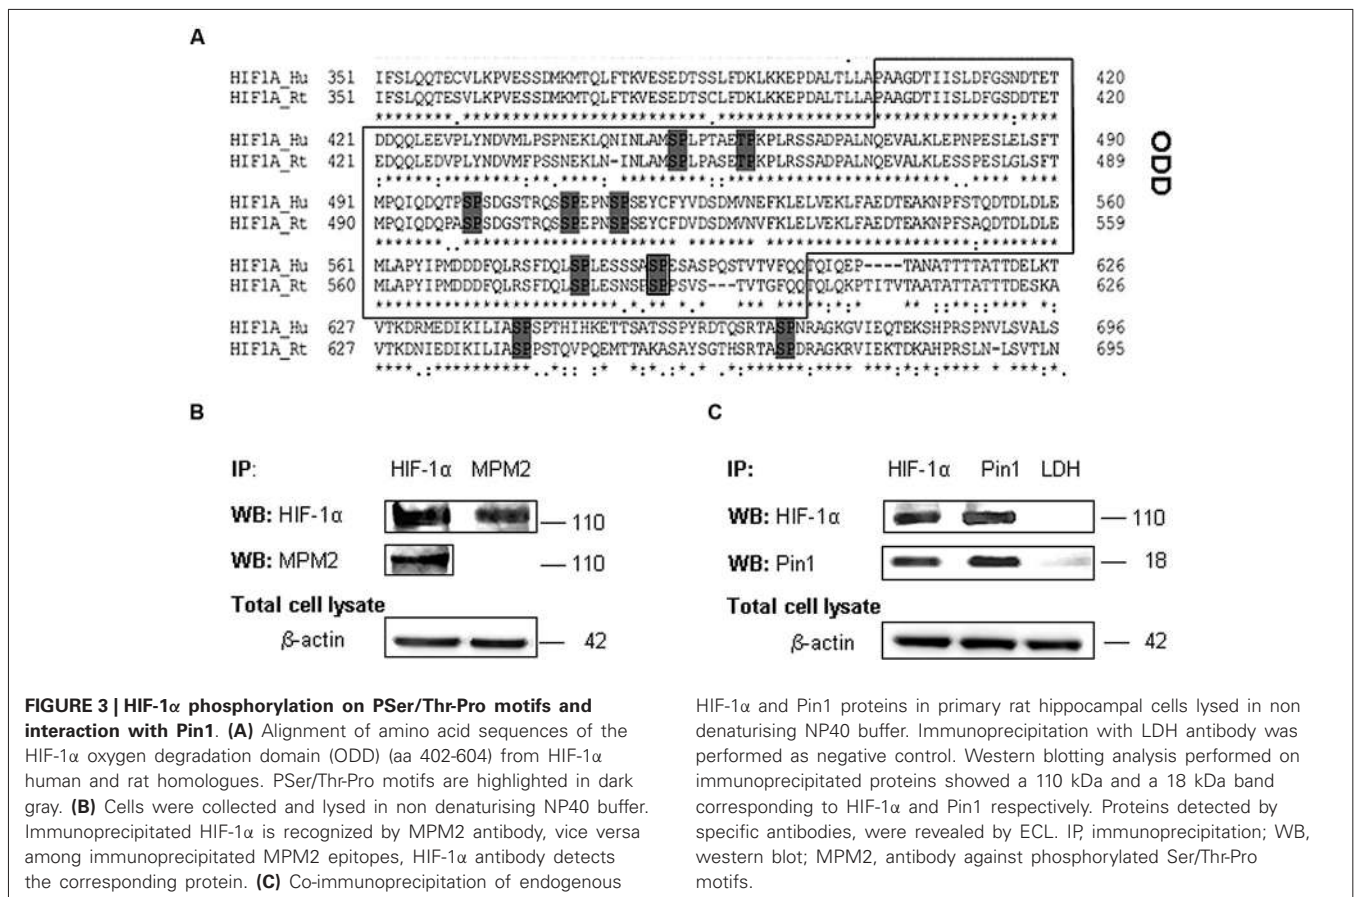 A
HIF1A_Hu 351 IFSLQQTECVLKPVESSDMKMTQLFTKVESEDTSSLFDKLKKEPDALTLLAPAAGDTIISLDFGSNDTET 420
HIF1A_Rt 351 IFSLQQTESVLKPVESSDMKMTQLFTKVESEDTSCLFDKLKKEPDALTLLAPAAGDTIISLDFGSDDTET 420
HIF1A_Hu 421 DDQQLEEVPLYNDVMLPSPNEKLQNINLAMSPLPTAETPKPLRSSADPALNQEVALKLEPNPESLELSFT 490
HIF1A_Rt 421 EDQQLEDVPLYNDVMFPSSNEKLN-INLAMSPLPASETPKPLRSSADPALNQEVALKLESSPESLGLSFT 489
ODD
HIF1A_Hu 491 MPQIQDQTPSPSDGSTRQSSPEPNSPSEYCFYVDSDMVNEFKLELVEKLFAEDTEAKNPFSTQDTDLDLE 560
HIF1A_Rt 490 MPQIQDQPASPSDGSTRQSSPEPNSPSEYCFDVDSDMVNVFKLELVEKLFAEDTEAKNPFSAQDTDLDLE 559
HIF1A_Hu 561 MLAPYIPMDDDFQLRSFDQLSPLESSSASPESASPQSTVTVFQQTQIQEP----TANATTTTATTDELKT 626
HIF1A_Rt 560 MLAPYIPMDDDFQLRSFDQLSPLESNSPSPPSVS---TVTGFQQTQLQKPTITVTAATATTATTTDESKA 626
HIF1A_Hu 627 VTKDRMEDIKILIASPSPTHIHKETTSATSSPYRDTQSRTASPNRAGKGVIEQTEKSHPRSPNVLSVALS 696
HIF1A_Rt 627 VTKDNIEDIKILIASPPSTQVPQEMTTAKASAYSGTHSRTASPDRAGKRVIEKTDKAHPRSLN-LSVTLN 695
B
IP: HIF-1α MPM2
WB: HIF-1α — 110
WB: MPM2 — 110
Total cell lysate
β-actin — 42
C
IP: HIF-1α Pin1 LDH
WB: HIF-1α — 110
WB: Pin1 — 18
Total cell lysate
β-actin — 42
FIGURE 3 | HIF-1α phosphorylation on PSer/Thr-Pro motifs and
interaction with Pin1. (A) Alignment of amino acid sequences of the
HIF-1α oxygen degradation domain (ODD) (aa 402-604) from HIF-1α
human and rat homologues. PSer/Thr-Pro motifs are highlighted in dark
gray. (B) Cells were collected and lysed in non denaturising NP40 buffer.
Immunoprecipitated HIF-1α is recognized by MPM2 antibody, vice versa
among immunoprecipitated MPM2 epitopes, HIF-1α antibody detects
the corresponding protein. (C) Co-immunoprecipitation of endogenous
HIF-1α and Pin1 proteins in primary rat hippocampal cells lysed in non
denaturising NP40 buffer. Immunoprecipitation with LDH antibody was
performed as negative control. Western blotting analysis performed on
immunoprecipitated proteins showed a 110 kDa and a 18 kDa band
corresponding to HIF-1α and Pin1 respectively. Proteins detected by
specific antibodies, were revealed by ECL. IP, immunoprecipitation; WB,
western blot; MPM2, antibody against phosphorylated Ser/Thr-Pro
motifs.